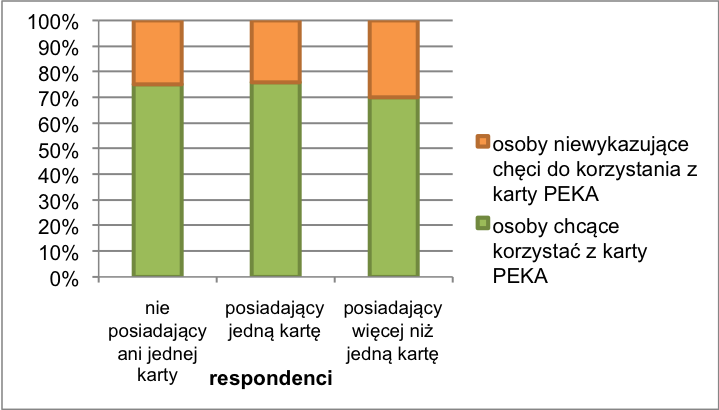 100%
90%
80%
70%
60%
50%
40%
30%
20%
10%
0%
nie
posiadający
ani jednej
karty
posiadający
jedną kartę
posiadający
więcej niż
jedną kartę
respondenci
osoby niewykazujące
chęci do korzystania z
karty PEKA
osoby chcące
korzystać z karty
PEKA